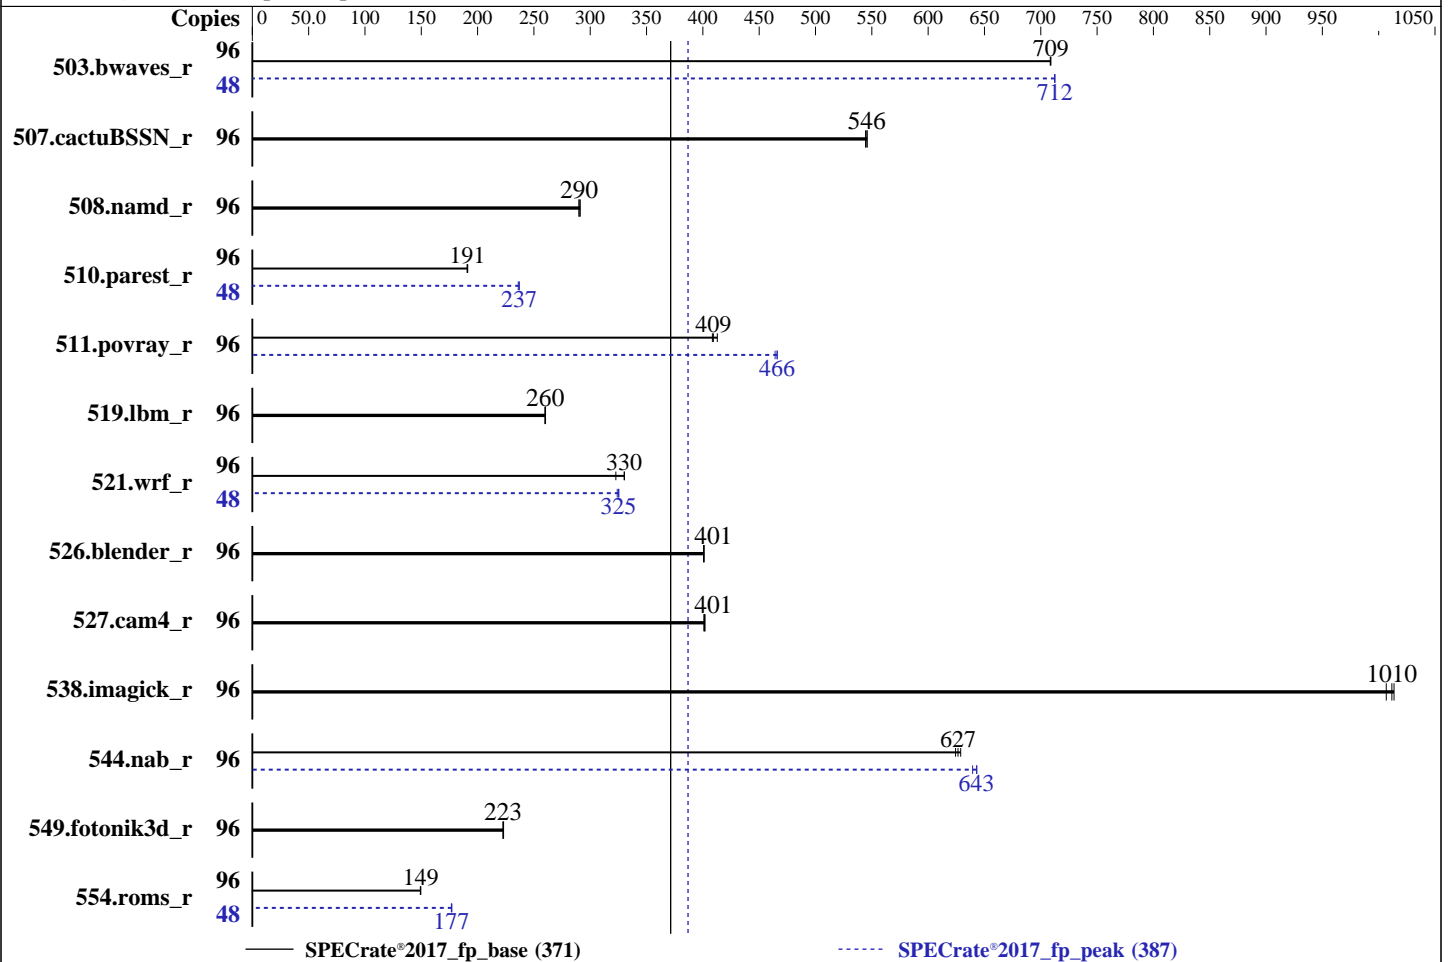 Copies 0 50.0 100 150 200 250 300 350 400 450 500 550 600 650 700 750 800 850 900 950 1050
503.bwaves_r 96 709
48 712
507.cactuBSSN_r 96 546
508.namd_r 96 290
510.parest_r 96 191
48 237
511.povray_r 96 409
466
519.lbm_r 96 260
521.wrf_r 96 330
48 325
526.blender_r 96 401
527.cam4_r 96 401
538.imagick_r 96 1010
544.nab_r 96 627
643
549.fotonik3d_r 96 223
554.roms_r 96 149
48 177
SPECrate®2017_fp_base (371) SPECrate®2017_fp_peak (387)